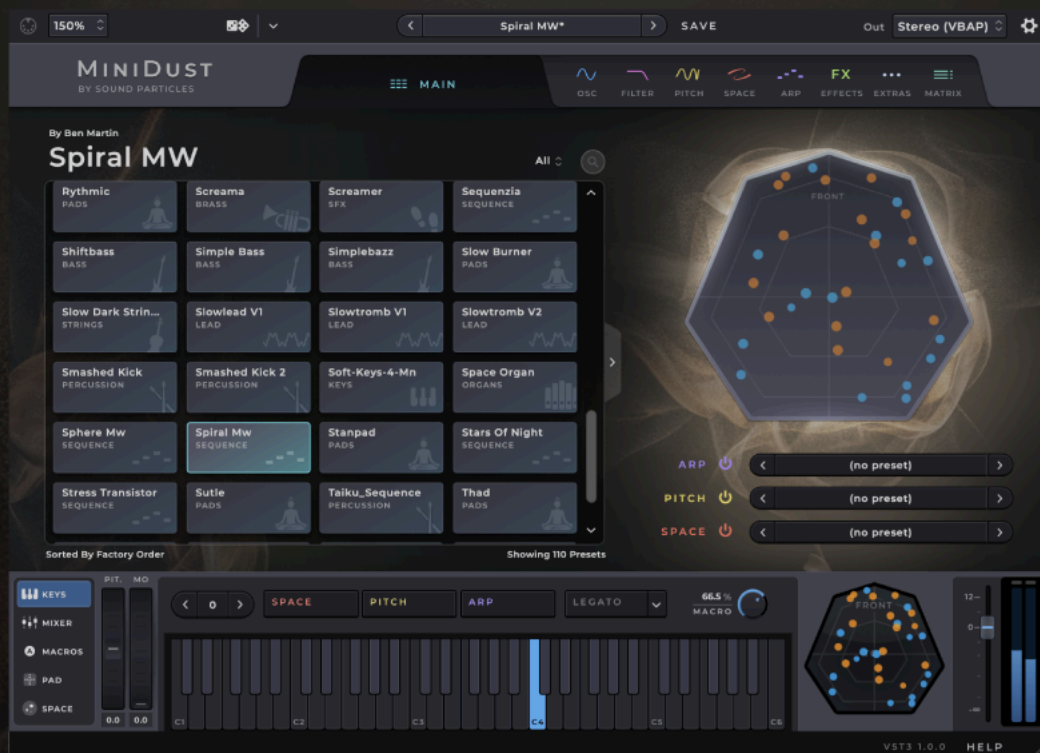 150%
Spiral MW*
SAVE
Out
Stereo (VBAP)
MINIDUST
BY SOUND PARTICLES
MAIN
OSC
FILTER
PITCH
SPACE
ARP
FX
EFFECTS
EXTRAS
MATRIX
By Ben Martin
Spiral MW
All
Rythmic
PADS
Screama
BRASS
Screamer
SFX
Sequenzia
SEQUENCE
Shiftbass
BASS
Simple Bass
BASS
Simplebazz
BASS
Slow Burner
PADS
Slow Dark Strin...
STRINGS
Slowlead V1
LEAD
Slowtromb V1
LEAD
Slowtromb V2
LEAD
Smashed Kick
PERCUSSION
Smashed Kick 2
PERCUSSION
Soft-Keys-4-Mn
KEYS
Space Organ
ORGANS
Sphere Mw
SEQUENCE
Spiral Mw
SEQUENCE
Stanpad
PADS
Stars Of Night
SEQUENCE
Stress Transistor
SEQUENCE
Sutle
PADS
Taiku_Sequence
PERCUSSION
Thad
PADS
Sorted By Factory Order
Showing 110 Presets
FRONT
ARP
(no preset)
PITCH
(no preset)
SPACE
(no preset)
KEYS
MIXER
MACROS
PAD
SPACE
PIT.
MO
0.0
0.0
0
SPACE
PITCH
ARP
LEGATO
66.5 %
MACRO
C1
C2
C3
C4
C5
C6
FRONT
12
0
-∞
VST3 1.0.0
HELP